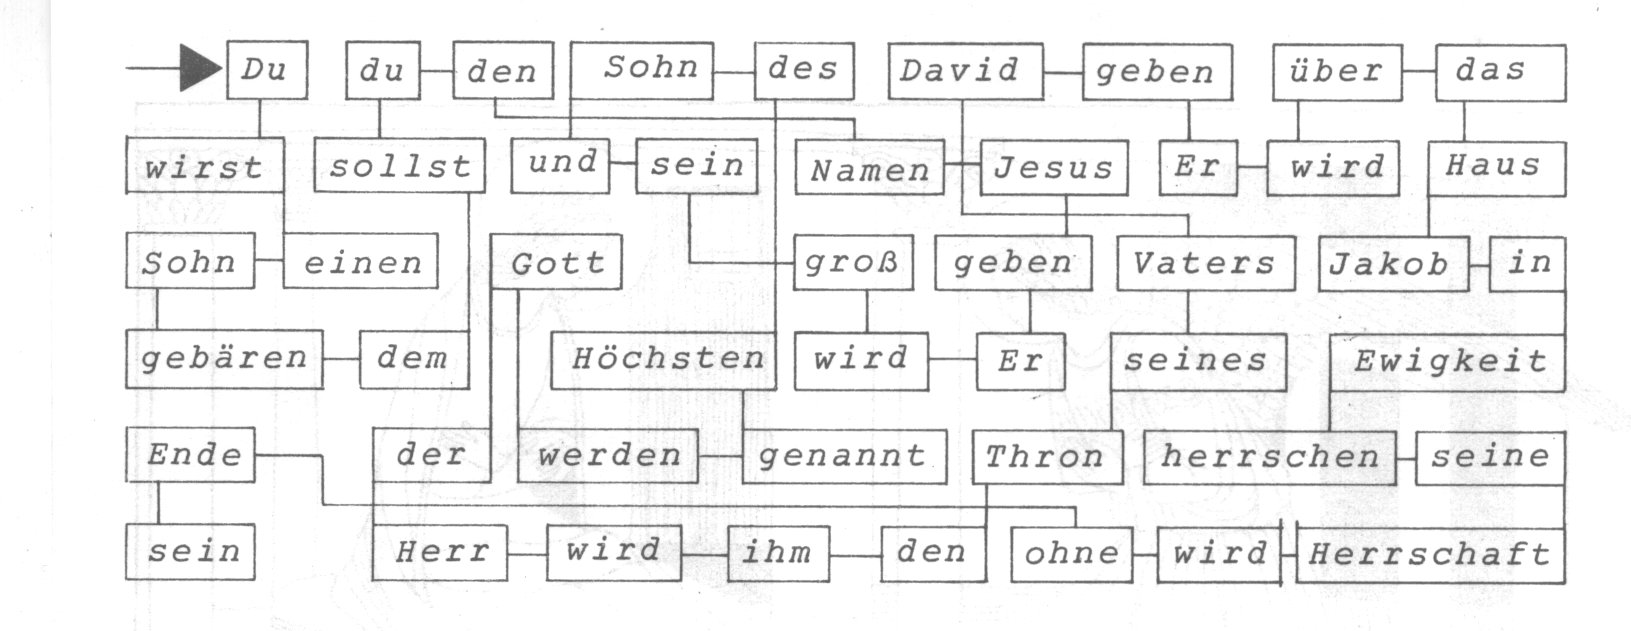 Du du den Sohn des David geben über das
wirst sollst und sein Namen Jesus Er wird Haus
Sohn einen Gott groß geben Vaters Jakob in
gebären dem Höchsten wird Er seines Ewigkeit
Ende der werden genannt Thron herrschen seine
sein Herr wird ihm den ohne wird Herrschaft